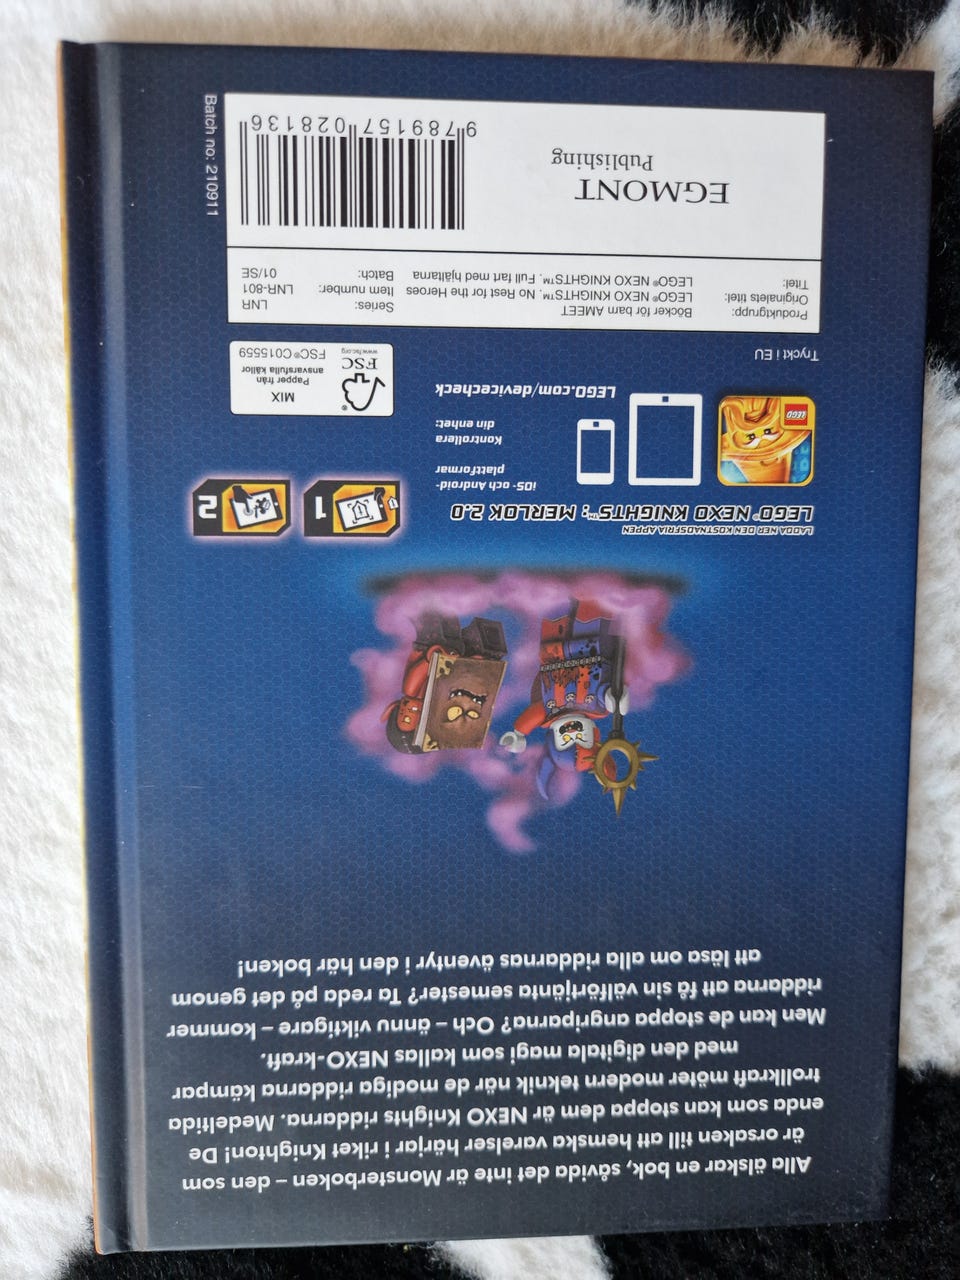 Alla älskar en bok, såvida det inte är Monsterboken – den som
är orsaken till att hemska varelser härjar i riket Knighton! De
enda som kan stoppa dem är NEXO Knights riddarna. Medeltida
trollkraft möter modern teknik när de modiga riddarna kämpar
med den digitala magi som kallas NEXO-kraft.
Men kan de stoppa angriparna? Och – ännu viktigare – kommer
riddarna att få sin välförtjänta semester? Ta reda på det genom
att läsa om alla riddarnas äventyr i den här boken!
LADDA NER DEN KOSTNADSFRIA APPEN
LEGO® NEXO KNIGHTS™: MERLOK 2.0
iOS- och Android-
plattformar
Kontrollera
din enhet:
LEGO.com/devicecheck
LEGO
1
2
®
FSC
www.fsc.org
MIX
Papper från
ansvarsfulla källor
FSC® C015559
Tryckt i EU
Produktgrupp: Böcker för barn AMEET
Originalets titel: LEGO® NEXO KNIGHTS™. No Rest for the Heroes
Titel: LEGO® NEXO KNIGHTS™. Full fart med hjältarna
Series: LNR
Item number: LNR-801
Batch: 01/SE
EGMONT
Publishing
9 789157 028136
Batch no: 210911